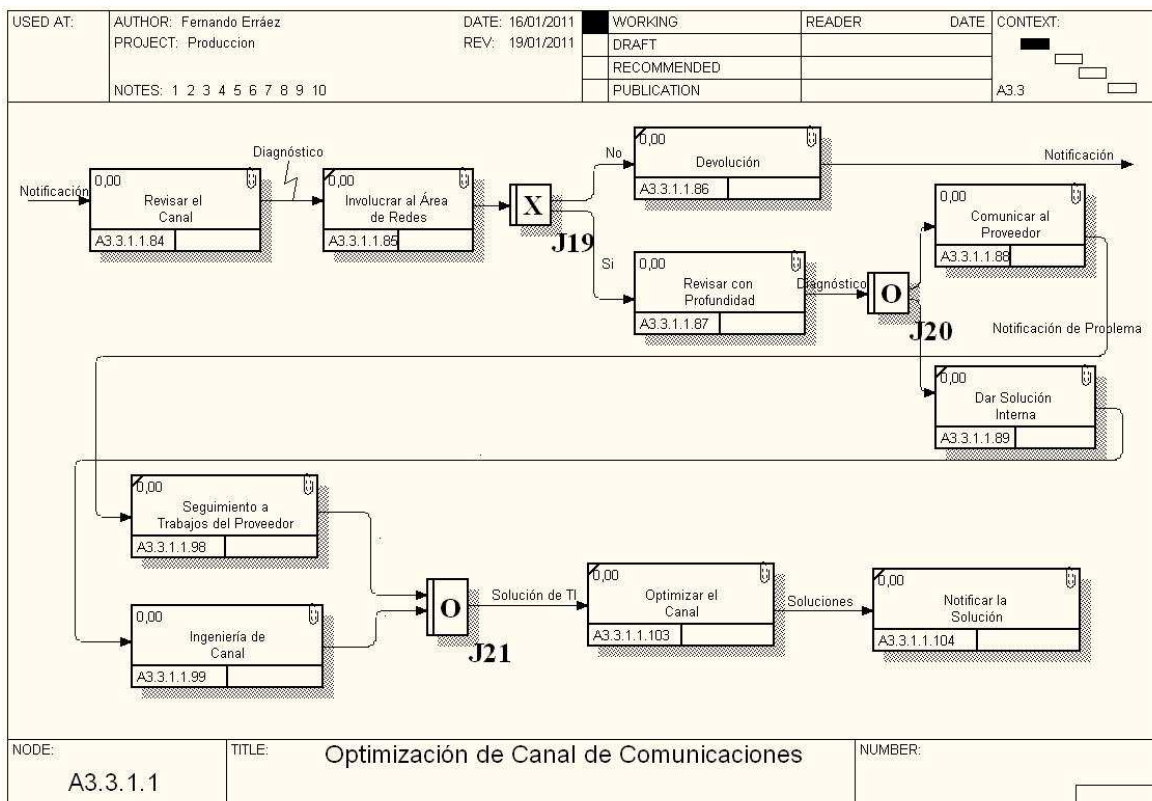 USED AT:
AUTHOR: Fernando Erráez
DATE: 16/01/2011
PROJECT: Produccion
REV: 19/01/2011
NOTES: 1 2 3 4 5 6 7 8 9 10
WORKING
DRAFT
RECOMMENDED
PUBLICATION
READER
DATE
CONTEXT:
A3.3
Notificación
0,00
Revisar el
Canal
A3.3.1.1.84
Diagnóstico
0,00
Involucrar al Área
de Redes
A3.3.1.1.85
X
J19
No
Si
0,00
Devolución
A3.3.1.1.86
Notificación
0,00
Revisar con
Profundidad
A3.3.1.1.87
Diagnóstico
O
J20
0,00
Comunicar al
Proveedor
A3.3.1.1.88
Notificación de Problema
0,00
Dar Solución
Interna
A3.3.1.1.89
0,00
Seguimiento a
Trabajos del Proveedor
A3.3.1.1.98
0,00
Ingeniería de
Canal
A3.3.1.1.99
O
J21
Solución de TI
0,00
Optimizar el
Canal
A3.3.1.1.103
Soluciones
0,00
Notificar la
Solución
A3.3.1.1.104
NODE:
A3.3.1.1
TITLE:
Optimización de Canal de Comunicaciones
NUMBER: